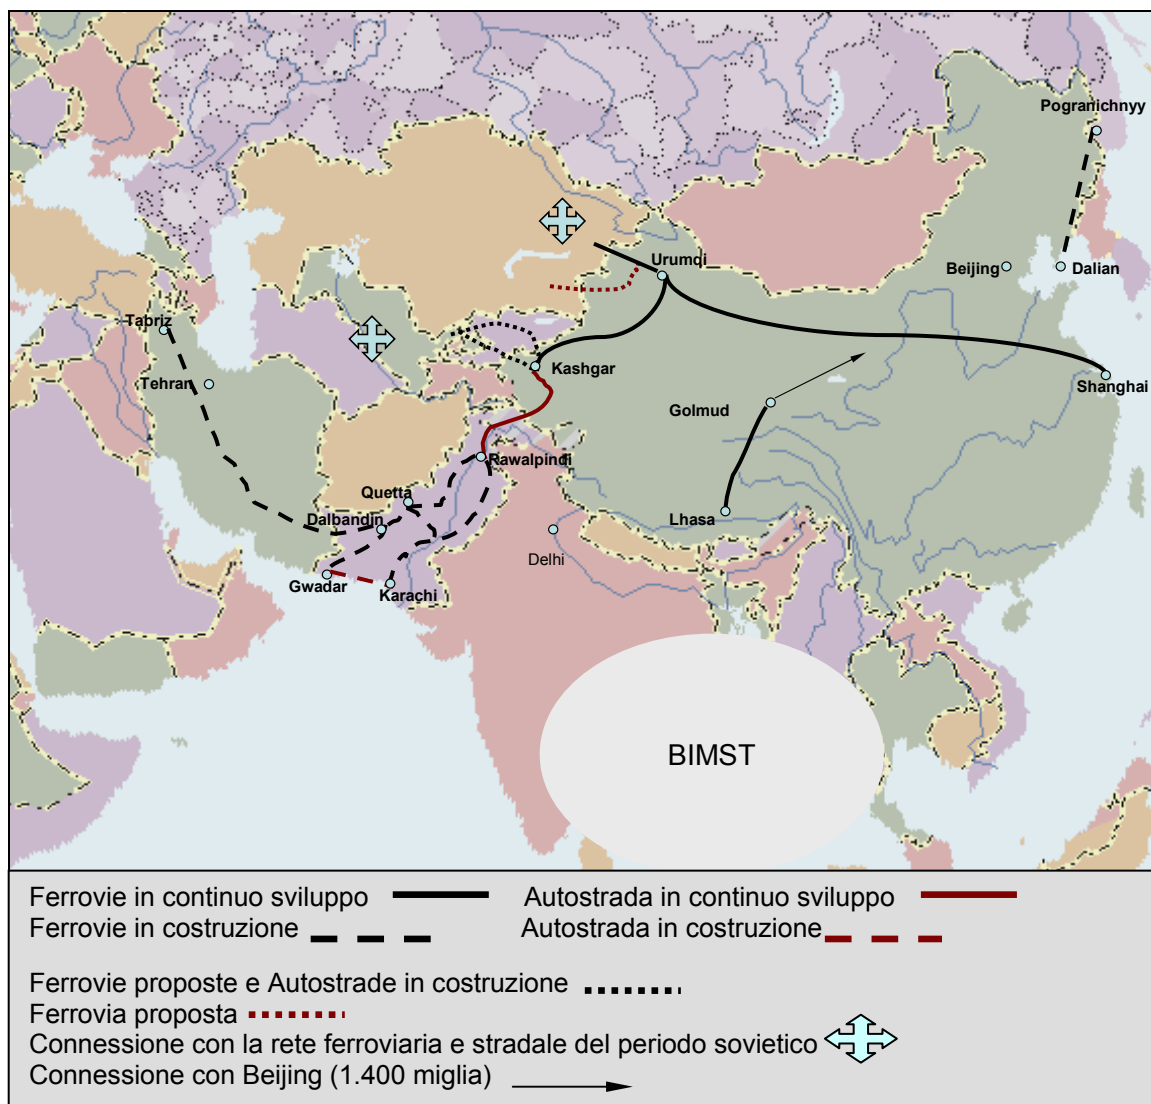 Pogranichnyy
Urumqi
Beijing
Dalian
Tabriz
Tehran
Kashgar
Shanghai
Golmud
Rawalpindi
Quetta
Dalbandin
Lhasa
Delhi
Gwadar
Karachi
BIMST
Ferrovie in continuo sviluppo
Autostrada in continuo sviluppo
Ferrovie in costruzione
Autostrada in costruzione
Ferrovie proposte e Autostrade in costruzione
Ferrovia proposta
Connessione con la rete ferroviaria e stradale del periodo sovietico
Connessione con Beijing (1.400 miglia)